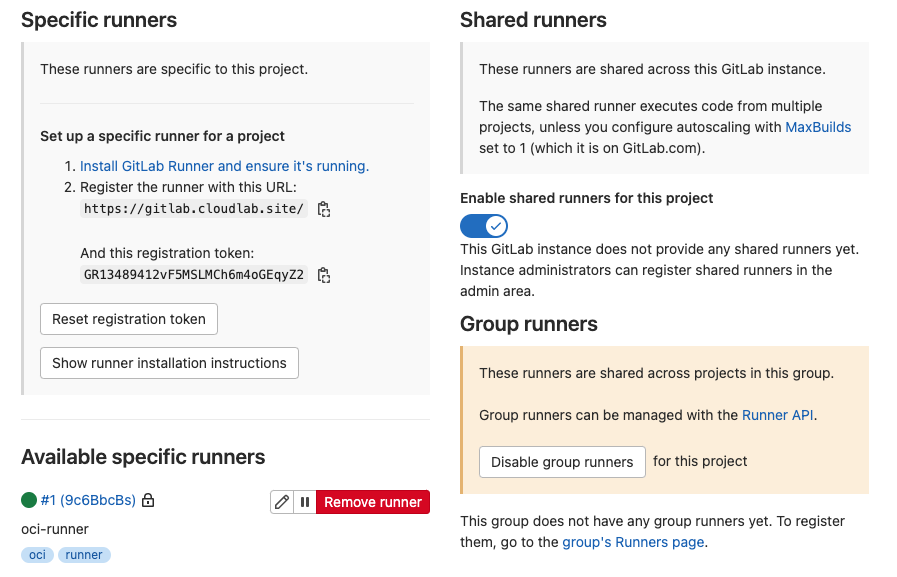 Specific runners
These runners are specific to this project.
Set up a specific runner for a project
1. Install GitLab Runner and ensure it's running.
2. Register the runner with this URL:
https://gitlab.cloudlab.site/
And this registration token:
GR13489412vF5MSLMCh6m4oGEqyZ2
Reset registration token
Show runner installation instructions
Available specific runners
#1 (9c6BbcBs)
Remove runner
oci-runner
oci runner
Shared runners
These runners are shared across this GitLab instance.
The same shared runner executes code from multiple
projects, unless you configure autoscaling with MaxBuilds
set to 1 (which it is on GitLab.com).
Enable shared runners for this project
This GitLab instance does not provide any shared runners yet.
Instance administrators can register shared runners in the
admin area.
Group runners
These runners are shared across projects in this group.
Group runners can be managed with the Runner API.
Disable group runners for this project
This group does not have any group runners yet. To register
them, go to the group's Runners page.